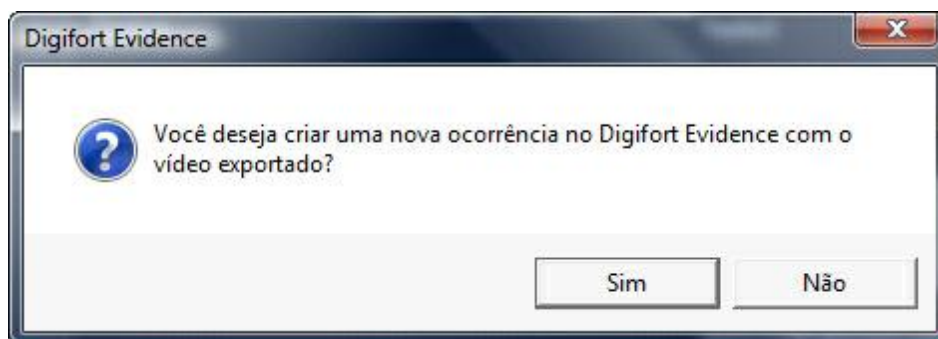 Digifort Evidence
Você deseja criar uma nova ocorrência no Digifort Evidence com o
vídeo exportado?
Sim
Não